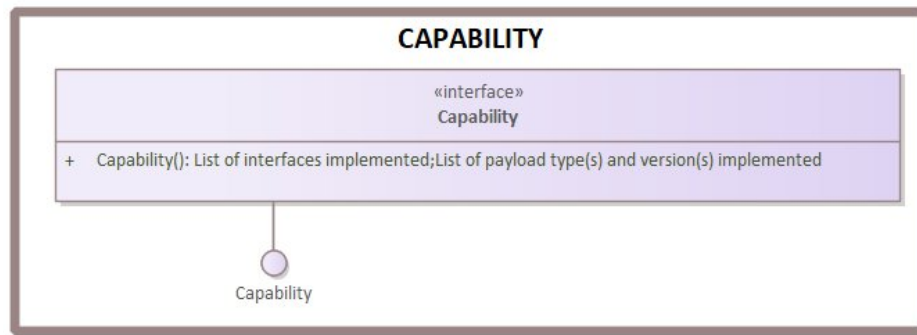 CAPABILITY
«interface»
Capability
+ Capability(): List of interfaces implemented;List of payload type(s) and version(s) implemented
Capability